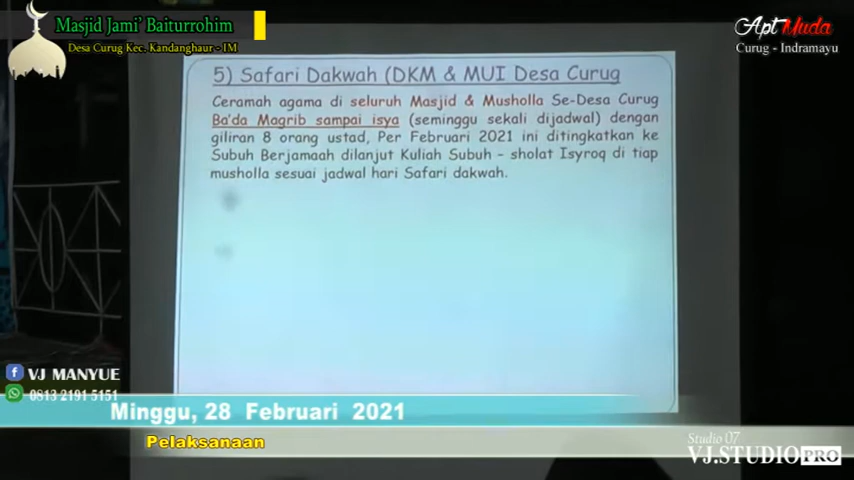 Masjid Jami' Baiturrohim
Desa Curug Kec. Kandanghaur - IM
Apt Muda
Curug - Indramayu
5) Safari Dakwah (DKM & MUI Desa Curug
Ceramah agama di seluruh Masjid & Musholla Se-Desa Curug
Ba'da Magrib sampai isya (seminggu sekali dijadwal) dengan
giliran 8 orang ustad, Per Februari 2021 ini ditingkatkan ke
Subuh Berjamaah dilanjut Kuliah Subuh - sholat Isyroq di tiap
musholla sesuai jadwal hari Safari dakwah.
VJ MANYUE
0813 2191 5151
Minggu, 28 Februari 2021
Pelaksanaan
Studio 07
VJ.STUDIO PRO